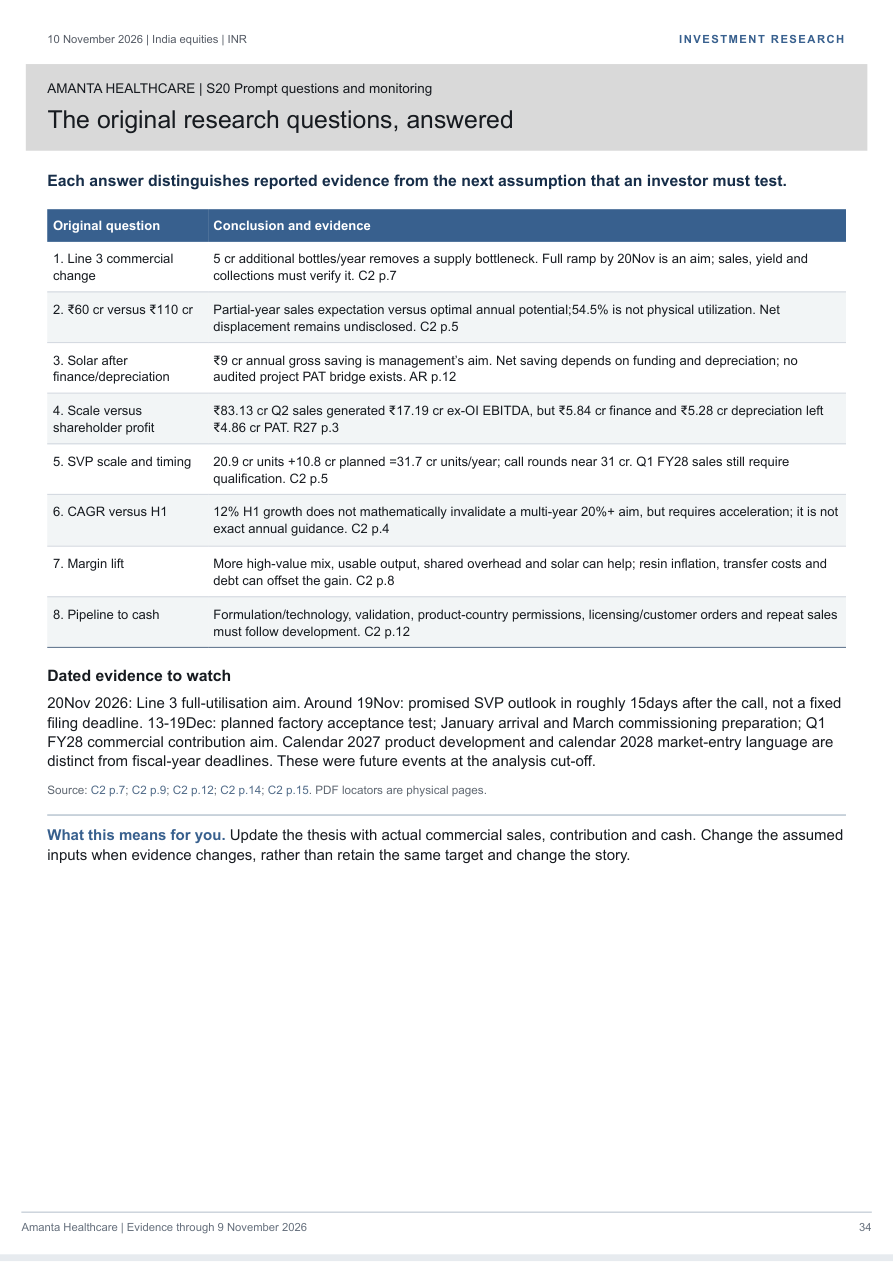 10 November 2026 | India equities | INR
INVESTMENT RESEARCH
AMANTA HEALTHCARE | S20 Prompt questions and monitoring
The original research questions, answered
Each answer distinguishes reported evidence from the next assumption that an investor must test.
Original question
Conclusion and evidence
1. Line 3 commercial
change
5 cr additional bottles/year removes a supply bottleneck. Full ramp by 20Nov is an aim; sales, yield and
collections must verify it. C2 p.7
2. ₹60 cr versus ₹110 cr
Partial-year sales expectation versus optimal annual potential;54.5% is not physical utilization. Net
displacement remains undisclosed. C2 p.5
3. Solar after
finance/depreciation
₹9 cr annual gross saving is management’s aim. Net saving depends on funding and depreciation; no
audited project PAT bridge exists. AR p.12
4. Scale versus
shareholder profit
₹83.13 cr Q2 sales generated ₹17.19 cr ex-OI EBITDA, but ₹5.84 cr finance and ₹5.28 cr depreciation left
₹4.86 cr PAT. R27 p.3
5. SVP scale and timing
20.9 cr units +10.8 cr planned =31.7 cr units/year; call rounds near 31 cr. Q1 FY28 sales still require
qualification. C2 p.5
6. CAGR versus H1
12% H1 growth does not mathematically invalidate a multi-year 20%+ aim, but requires acceleration; it is not
exact annual guidance. C2 p.4
7. Margin lift
More high-value mix, usable output, shared overhead and solar can help; resin inflation, transfer costs and
debt can offset the gain. C2 p.8
8. Pipeline to cash
Formulation/technology, validation, product-country permissions, licensing/customer orders and repeat sales
must follow development. C2 p.12
Dated evidence to watch
20Nov 2026: Line 3 full-utilisation aim. Around 19Nov: promised SVP outlook in roughly 15days after the call, not a fixed
filing deadline. 13-19Dec: planned factory acceptance test; January arrival and March commissioning preparation; Q1
FY28 commercial contribution aim. Calendar 2027 product development and calendar 2028 market-entry language are
distinct from fiscal-year deadlines. These were future events at the analysis cut-off.
Source: C2 p.7; C2 p.9; C2 p.12; C2 p.14; C2 p.15. PDF locators are physical pages.
What this means for you. Update the thesis with actual commercial sales, contribution and cash. Change the assumed
inputs when evidence changes, rather than retain the same target and change the story.
Amanta Healthcare | Evidence through 9 November 2026
34